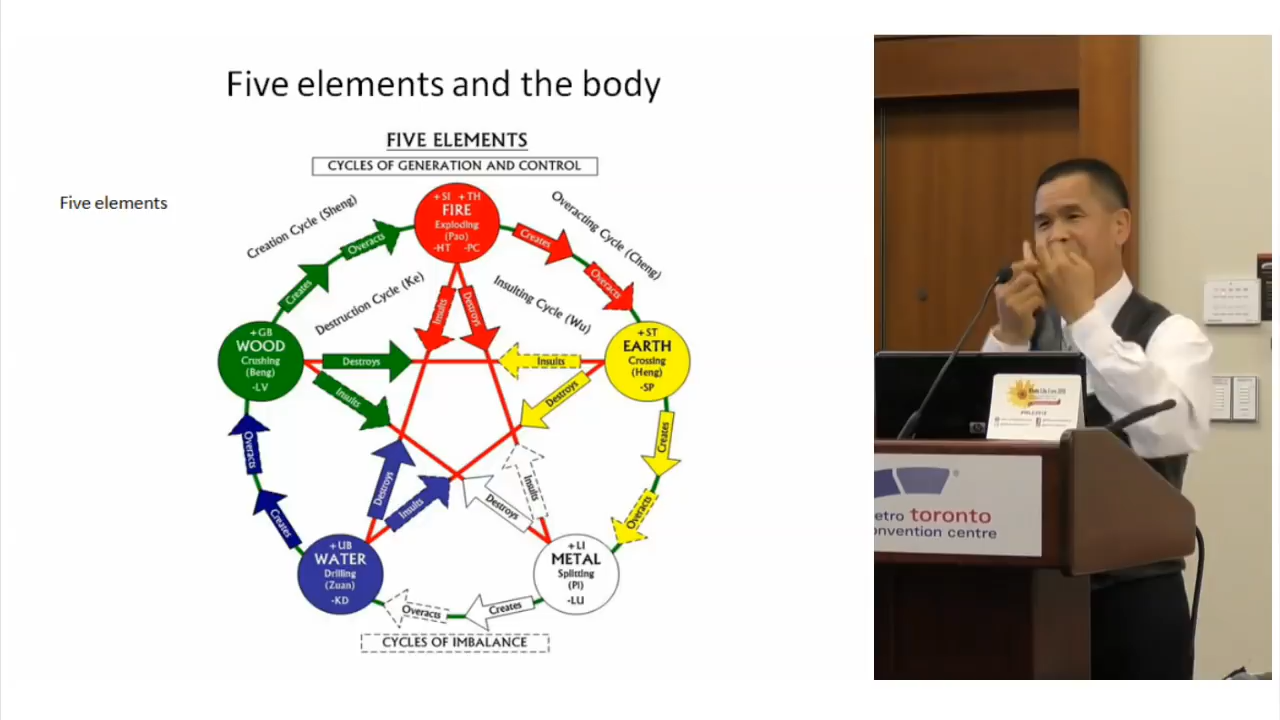 Five elements and the body
FIVE ELEMENTS
CYCLES OF GENERATION AND CONTROL
Five elements
Creation Cycle (Sheng)
Overacting Cycle (Cheng)
Destruction Cycle (Ke)
Insulting Cycle (Wu)
+SI +TH
FIRE
Exploding
(Pao)
-HT -PC
Creates
Overacts
Creates
Overacts
Insults
Destroys
+GB
WOOD
Crushing
(Beng)
-LV
Destroys
Insults
+ST
EARTH
Crossing
(Heng)
-SP
Insults
Destroys
Creates
Overacts
Overacts
Creates
Destroys
Insults
Destroys
Insults
+UB
WATER
Drilling
(Zuan)
-KD
+LI
METAL
Splitting
(Pi)
-LU
Overacts
Creates
CYCLES OF IMBALANCE
etro toronto
onvention centre